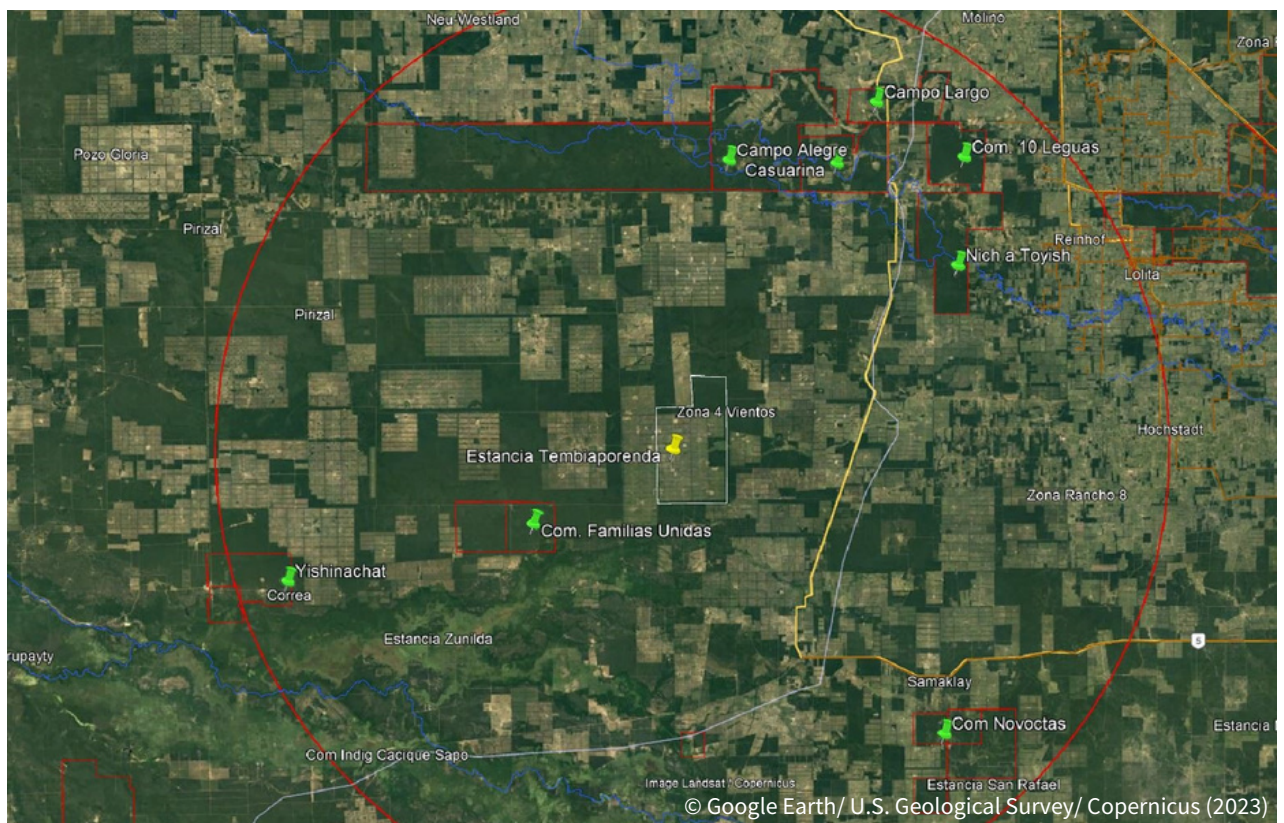 Neu-Westland
Molino
Zona
Campo Largo
Pozo Gloria
Campo Alegre
Com. 10 Leguas
Casuarina
Pirizal
Reinhof
Nich a Toyish
Lolita
Pirizal
Zona 4 Vientos
Hochstadt
Estancia Tembiaporenda
Zona Rancho 8
Com. Familias Unidas
Yishinachat
Correa
Estancia Zunilda
5
rupayty
Samaklay
Com Novoctas
Estancia
Com Indig Cacique Sapo
Image Landsat / Copernicus
Estancia San Rafael
© Google Earth/ U.S. Geological Survey/ Copernicus (2023)